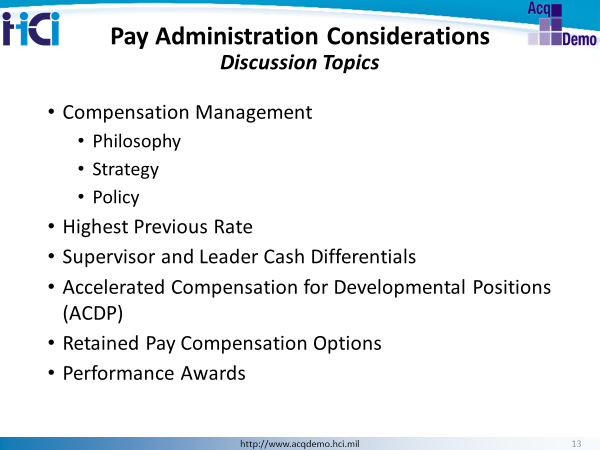 HCi
Acq
Demo
Pay Administration Considerations
Discussion Topics
• Compensation Management
• Philosophy
• Strategy
• Policy
• Highest Previous Rate
• Supervisor and Leader Cash Differentials
• Accelerated Compensation for Developmental Positions
(ACDP)
• Retained Pay Compensation Options
• Performance Awards
http://www.acqdemo.hci.mil
13